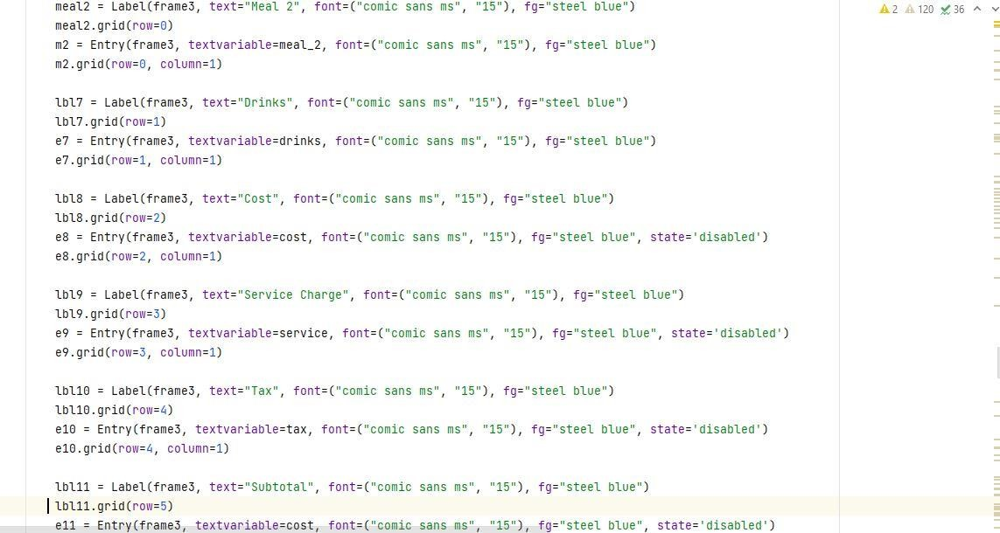 meal2 = Label(frame3, text="Meal 2", font=("comic sans ms", "15"), fg="steel blue")
2 120 36
meal2.grid(row=0)
m2 = Entry(frame3, textvariable=meal_2, font=("comic sans ms", "15"), fg="steel blue")
m2.grid(row=0, column=1)
lbl7 = Label(frame3, text="Drinks", font=("comic sans ms", "15"), fg="steel blue")
lbl7.grid(row=1)
e7 = Entry(frame3, textvariable=drinks, font=("comic sans ms", "15"), fg="steel blue")
e7.grid(row=1, column=1)
lbl8 = Label(frame3, text="Cost", font=("comic sans ms", "15"), fg="steel blue")
lbl8.grid(row=2)
e8 = Entry(frame3, textvariable=cost, font=("comic sans ms", "15"), fg="steel blue", state='disabled')
e8.grid(row=2, column=1)
lbl9 = Label(frame3, text="Service Charge", font=("comic sans ms", "15"), fg="steel blue")
lbl9.grid(row=3)
e9 = Entry(frame3, textvariable=service, font=("comic sans ms", "15"), fg="steel blue", state='disabled')
e9.grid(row=3, column=1)
lbl10 = Label(frame3, text="Tax", font=("comic sans ms", "15"), fg="steel blue")
lbl10.grid(row=4)
e10 = Entry(frame3, textvariable=tax, font=("comic sans ms", "15"), fg="steel blue", state='disabled')
e10.grid(row=4, column=1)
lbl11 = Label(frame3, text="Subtotal", font=("comic sans ms", "15"), fg="steel blue")
lbl11.grid(row=5)
e11 = Entry(frame3, textvariable=cost, font=("comic sans ms", "15"), fg="steel blue", state='disabled')